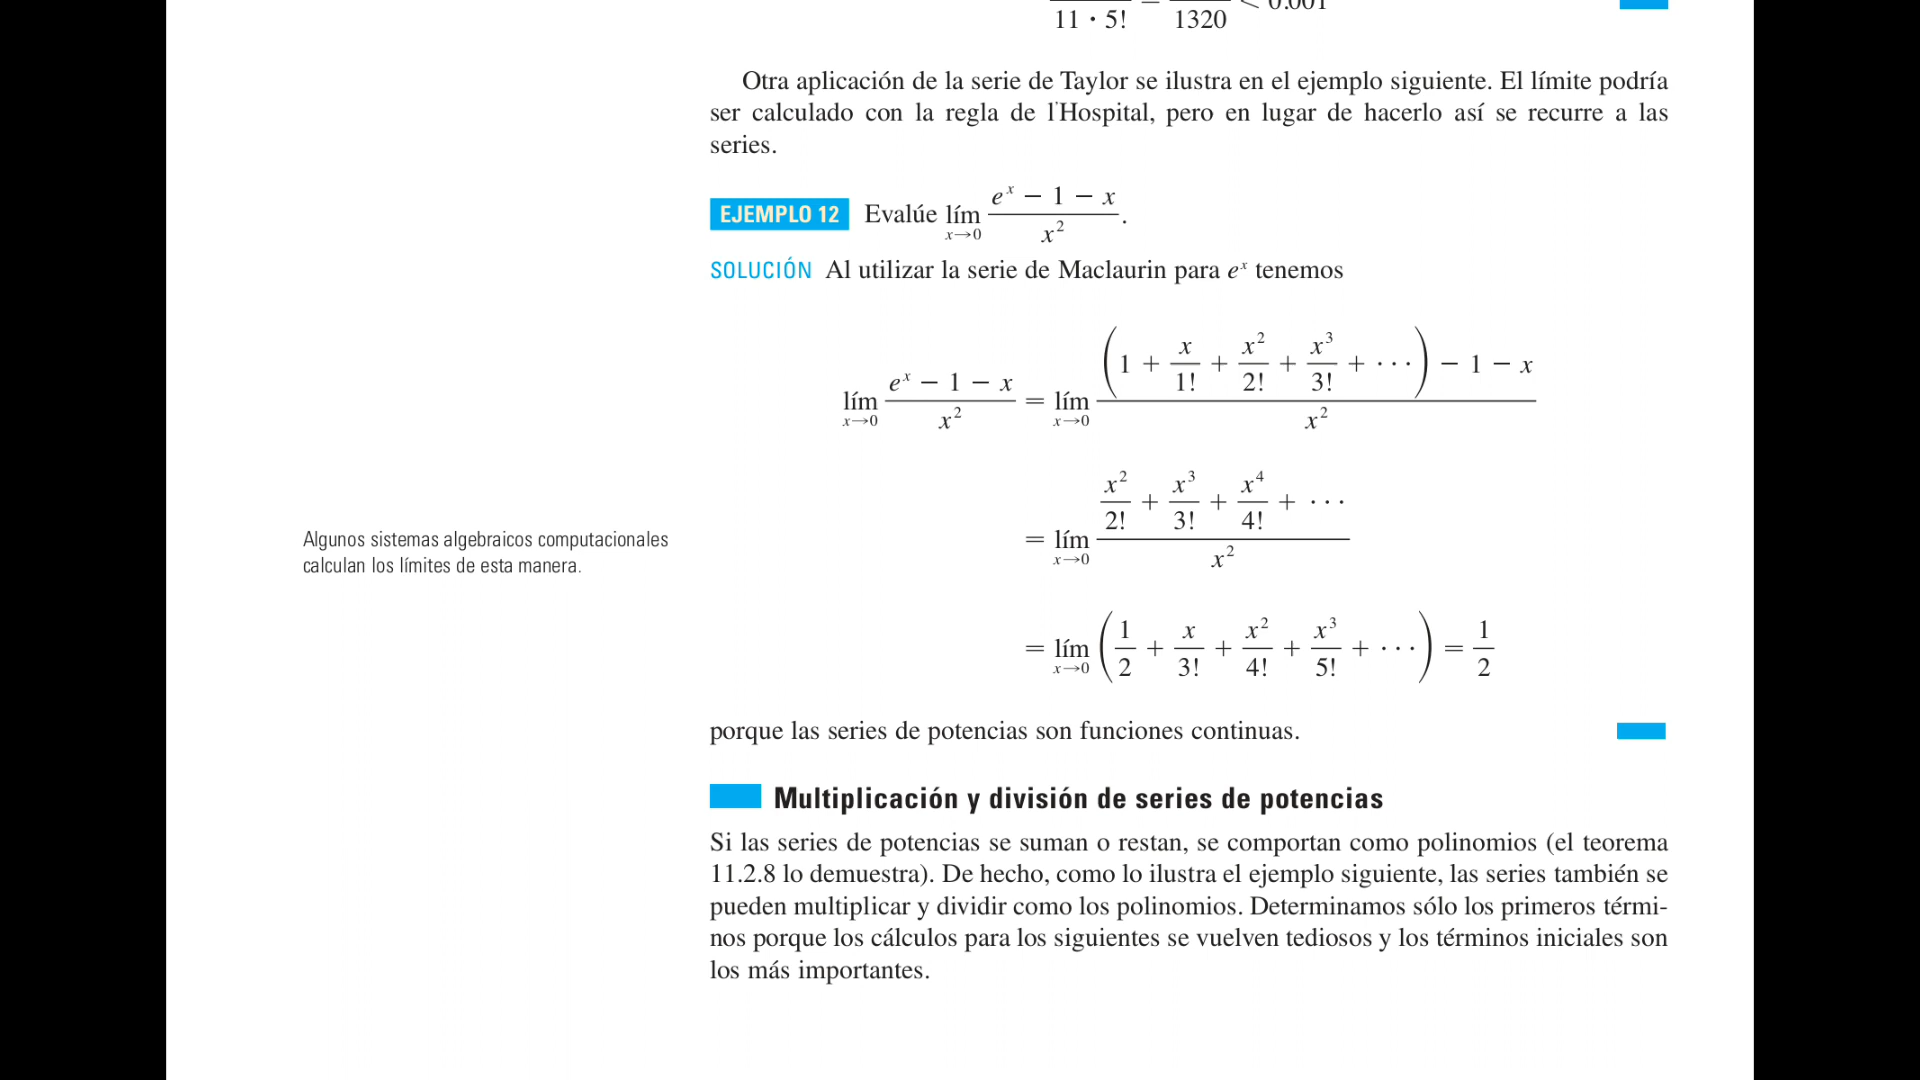 11 · 5! = 1320 < 0.001
Otra aplicación de la serie de Taylor se ilustra en el ejemplo siguiente. El límite podría
ser calculado con la regla de l'Hospital, pero en lugar de hacerlo así se recurre a las
series.
EJEMPLO 12 Evalúe lím x→0 (e^x − 1 − x)/x^2.
SOLUCIÓN Al utilizar la serie de Maclaurin para e^x tenemos
lím x→0 (e^x − 1 − x)/x^2 = lím x→0 ((1 + x/1! + x^2/2! + x^3/3! + · · ·) − 1 − x)/x^2
= lím x→0 (x^2/2! + x^3/3! + x^4/4! + · · ·)/x^2
Algunos sistemas algebraicos computacionales
calculan los límites de esta manera.
= lím x→0 (1/2 + x/3! + x^2/4! + x^3/5! + · · ·) = 1/2
porque las series de potencias son funciones continuas.
Multiplicación y división de series de potencias
Si las series de potencias se suman o restan, se comportan como polinomios (el teorema
11.2.8 lo demuestra). De hecho, como lo ilustra el ejemplo siguiente, las series también se
pueden multiplicar y dividir como los polinomios. Determinamos sólo los primeros térmi-
nos porque los cálculos para los siguientes se vuelven tediosos y los términos iniciales son
los más importantes.